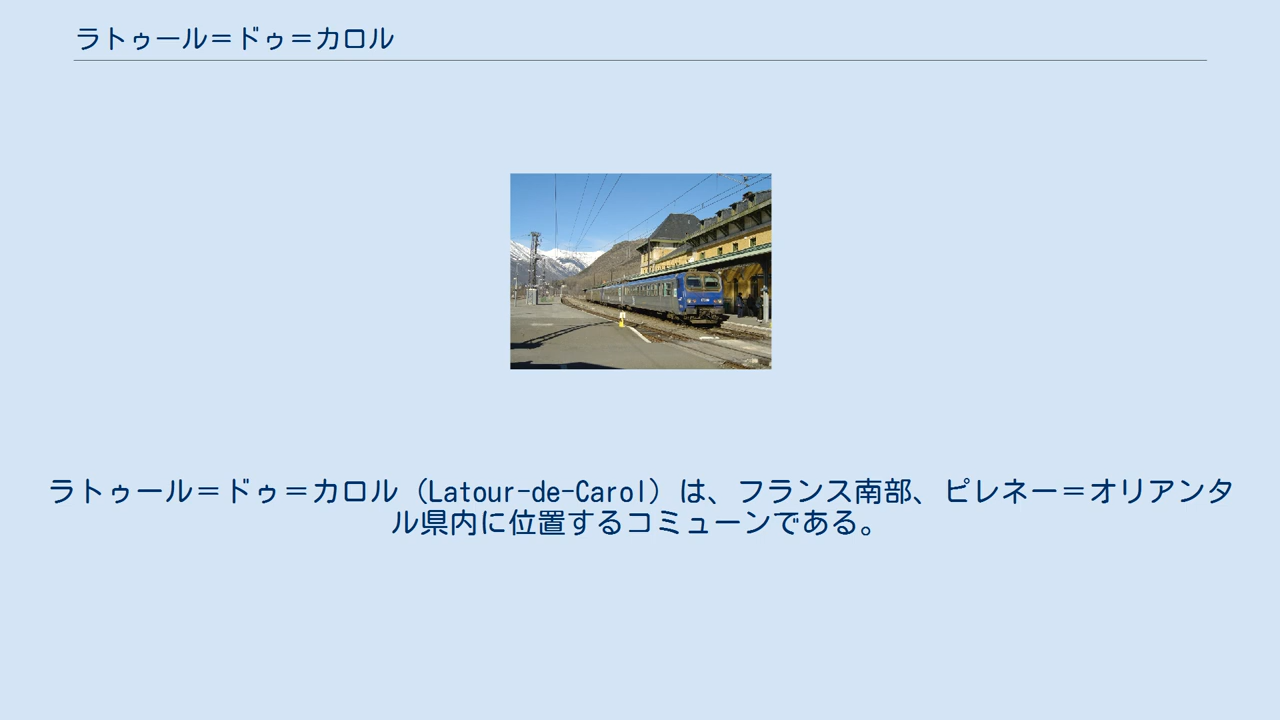 ラトゥール＝ドゥ＝カロル
ラトゥール＝ドゥ＝カロル（Latour-de-Carol）は、フランス南部、ピレネー＝オリアンタ
ル県内に位置するコミューンである。